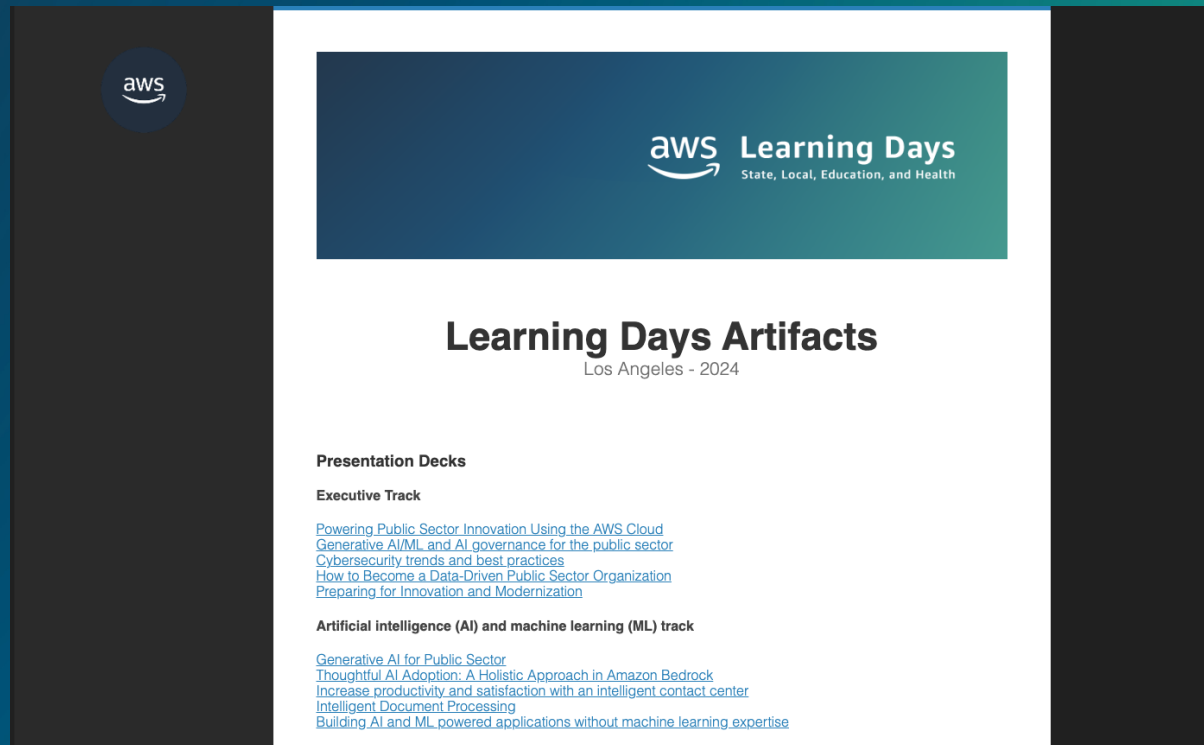 aws
aws Learning Days
State, Local, Education, and Health
Learning Days Artifacts
Los Angeles - 2024
Presentation Decks
Executive Track
Powering Public Sector Innovation Using the AWS Cloud
Generative AI/ML and AI governance for the public sector
Cybersecurity trends and best practices
How to Become a Data-Driven Public Sector Organization
Preparing for Innovation and Modernization
Artificial intelligence (AI) and machine learning (ML) track
Generative AI for Public Sector
Thoughtful AI Adoption: A Holistic Approach in Amazon Bedrock
Increase productivity and satisfaction with an intelligent contact center
Intelligent Document Processing
Building AI and ML powered applications without machine learning expertise